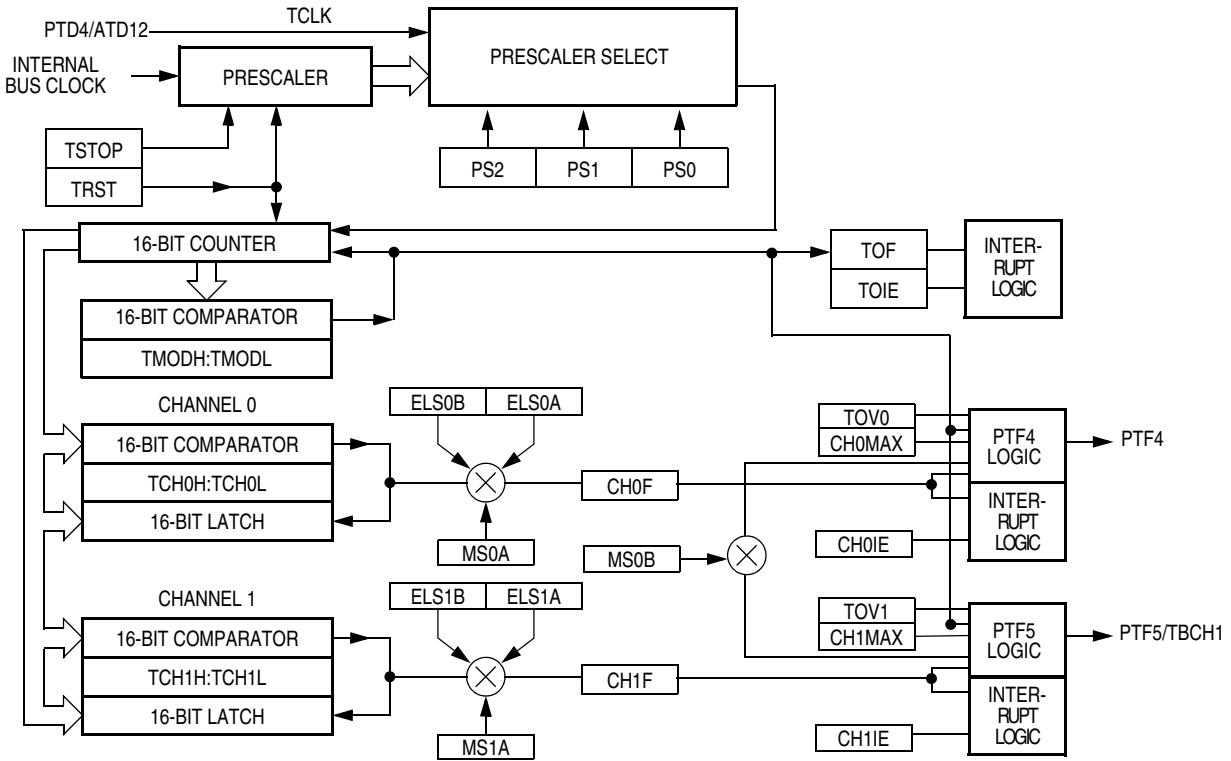 TCLK
PTD4/ATD12
PRESCALER SELECT
INTERNAL
BUS CLOCK
PRESCALER
TSTOP
TRST
PS2
PS1
PS0
16-BIT COUNTER
TOF
TOIE
INTER-
RUPT
LOGIC
16-BIT COMPARATOR
TMODH:TMODL
CHANNEL 0
16-BIT COMPARATOR
TCH0H:TCH0L
16-BIT LATCH
ELS0B
ELS0A
MS0A
CH0F
TOV0
CH0MAX
PTF4
LOGIC
PTF4
INTER-
RUPT
LOGIC
CH0IE
MS0B
CHANNEL 1
16-BIT COMPARATOR
TCH1H:TCH1L
16-BIT LATCH
ELS1B
ELS1A
MS1A
CH1F
TOV1
CH1MAX
PTF5
LOGIC
PTF5/TBCH1
INTER-
RUPT
LOGIC
CH1IE